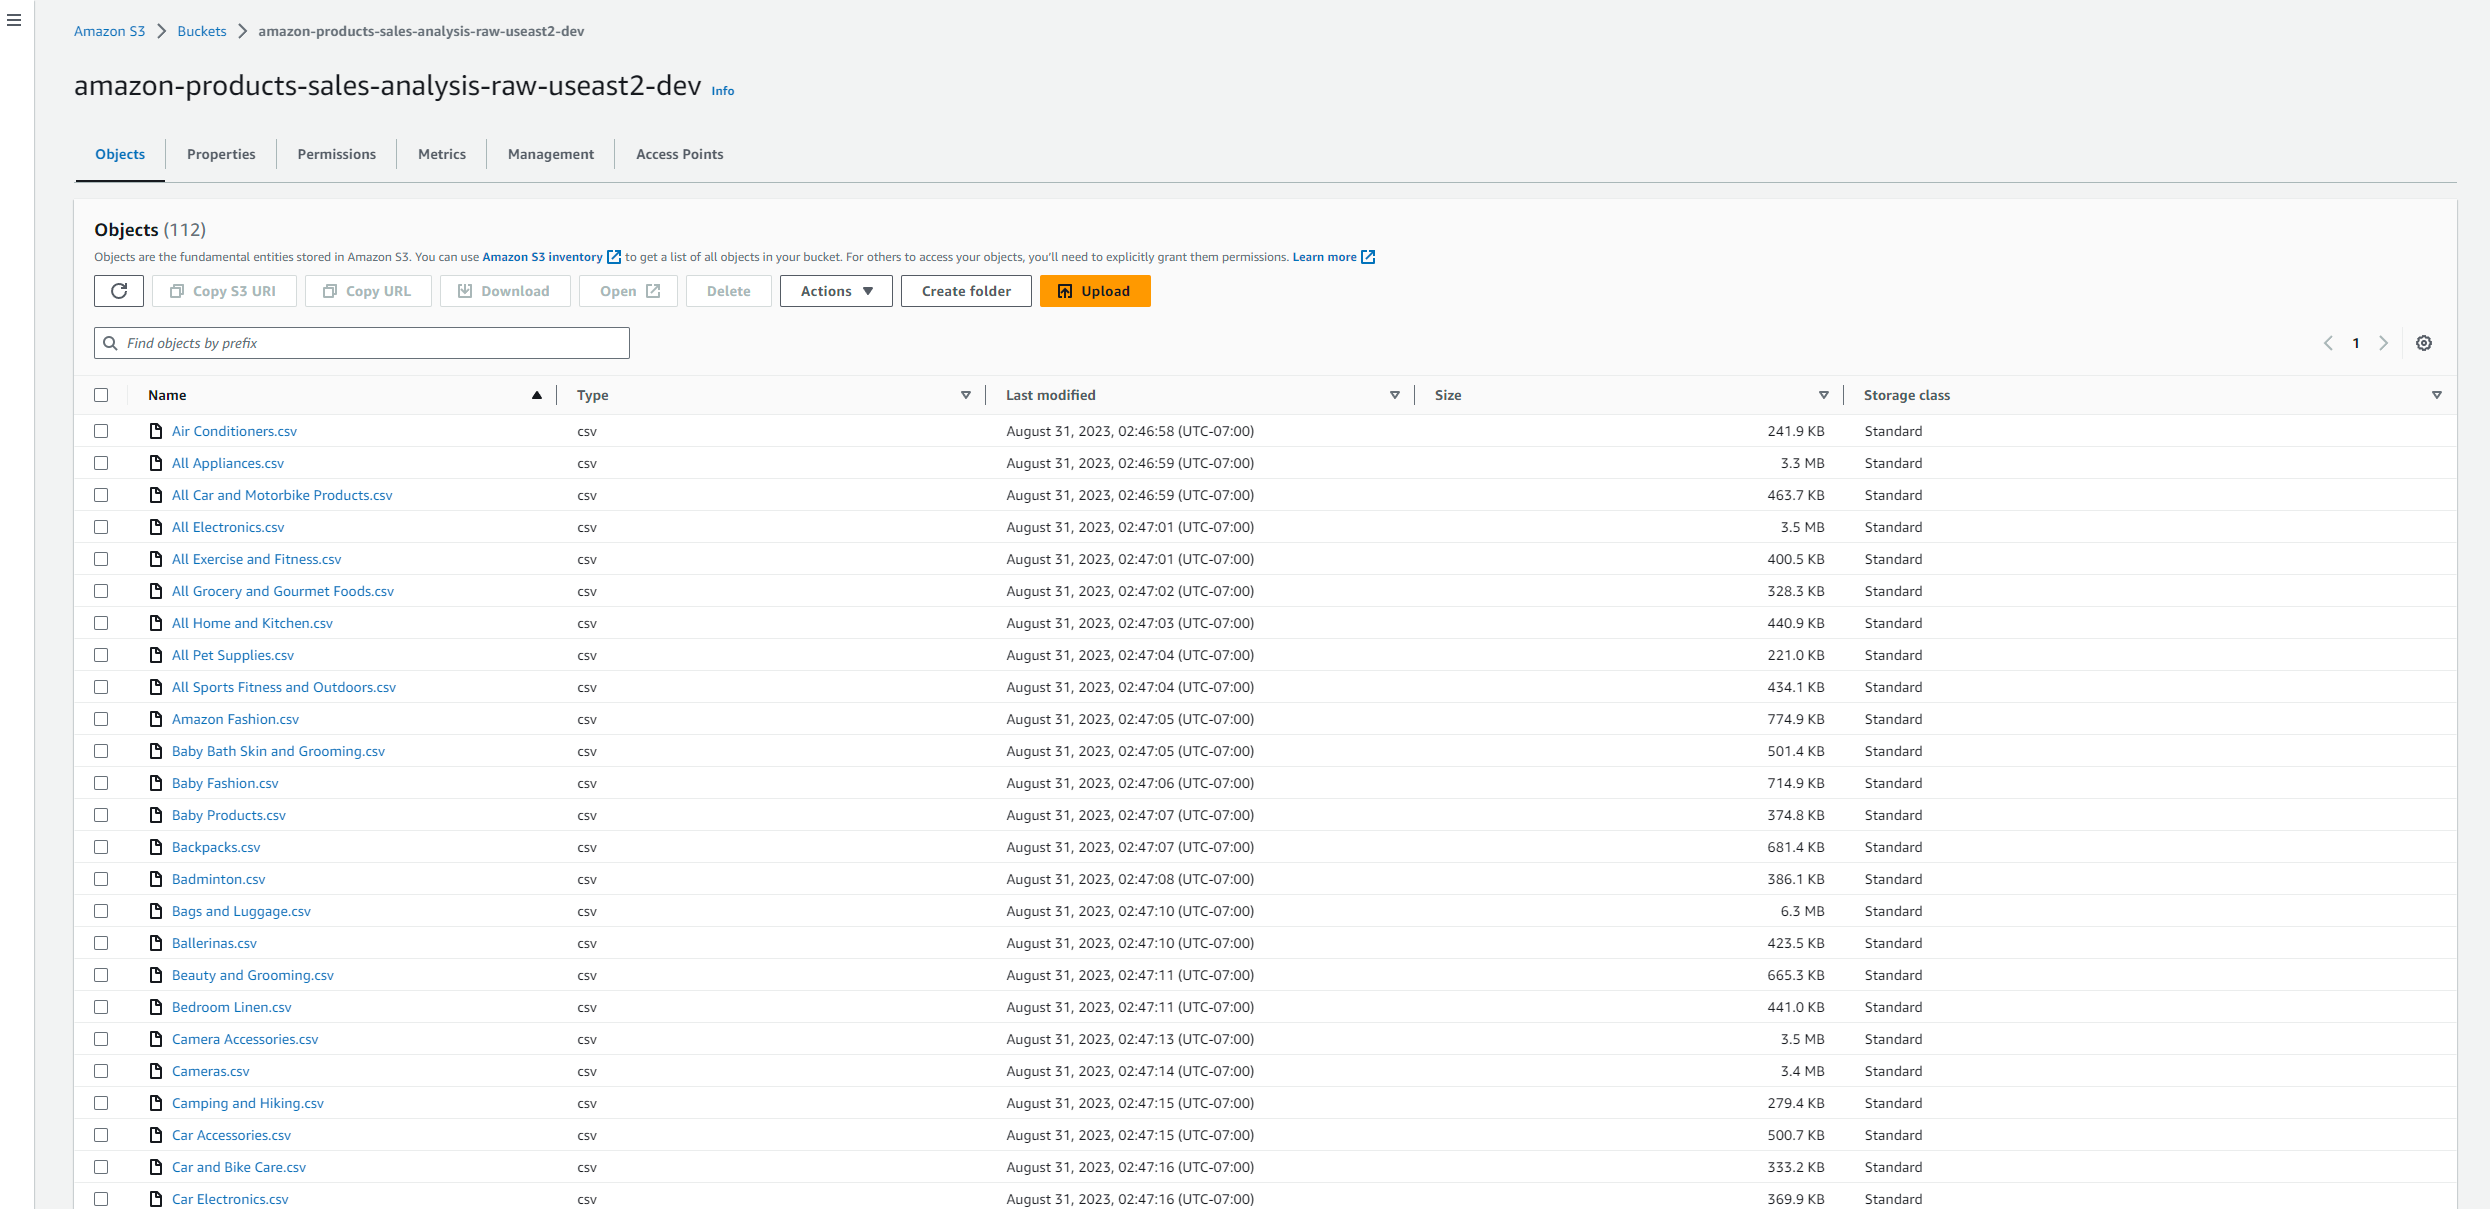 Amazon S3 > Buckets > amazon-products-sales-analysis-raw-useast2-dev
amazon-products-sales-analysis-raw-useast2-dev Info
Objects Properties Permissions Metrics Management Access Points
Objects (112)
Objects are the fundamental entities stored in Amazon S3. You can use Amazon S3 inventory to get a list of all objects in your bucket. For others to access your objects, you'll need to explicitly grant them permissions. Learn more
Copy S3 URI Copy URL Download Open Delete Actions Create folder Upload
Find objects by prefix 1
Name Type Last modified Size Storage class
Air Conditioners.csv csv August 31, 2023, 02:46:58 (UTC-07:00) 241.9 KB Standard
All Appliances.csv csv August 31, 2023, 02:46:59 (UTC-07:00) 3.3 MB Standard
All Car and Motorbike Products.csv csv August 31, 2023, 02:46:59 (UTC-07:00) 463.7 KB Standard
All Electronics.csv csv August 31, 2023, 02:47:01 (UTC-07:00) 3.5 MB Standard
All Exercise and Fitness.csv csv August 31, 2023, 02:47:01 (UTC-07:00) 400.5 KB Standard
All Grocery and Gourmet Foods.csv csv August 31, 2023, 02:47:02 (UTC-07:00) 328.3 KB Standard
All Home and Kitchen.csv csv August 31, 2023, 02:47:03 (UTC-07:00) 440.9 KB Standard
All Pet Supplies.csv csv August 31, 2023, 02:47:04 (UTC-07:00) 221.0 KB Standard
All Sports Fitness and Outdoors.csv csv August 31, 2023, 02:47:04 (UTC-07:00) 434.1 KB Standard
Amazon Fashion.csv csv August 31, 2023, 02:47:05 (UTC-07:00) 774.9 KB Standard
Baby Bath Skin and Grooming.csv csv August 31, 2023, 02:47:05 (UTC-07:00) 501.4 KB Standard
Baby Fashion.csv csv August 31, 2023, 02:47:06 (UTC-07:00) 714.9 KB Standard
Baby Products.csv csv August 31, 2023, 02:47:07 (UTC-07:00) 374.8 KB Standard
Backpacks.csv csv August 31, 2023, 02:47:07 (UTC-07:00) 681.4 KB Standard
Badminton.csv csv August 31, 2023, 02:47:08 (UTC-07:00) 386.1 KB Standard
Bags and Luggage.csv csv August 31, 2023, 02:47:10 (UTC-07:00) 6.3 MB Standard
Ballerinas.csv csv August 31, 2023, 02:47:10 (UTC-07:00) 423.5 KB Standard
Beauty and Grooming.csv csv August 31, 2023, 02:47:11 (UTC-07:00) 665.3 KB Standard
Bedroom Linen.csv csv August 31, 2023, 02:47:11 (UTC-07:00) 441.0 KB Standard
Camera Accessories.csv csv August 31, 2023, 02:47:13 (UTC-07:00) 3.5 MB Standard
Cameras.csv csv August 31, 2023, 02:47:14 (UTC-07:00) 3.4 MB Standard
Camping and Hiking.csv csv August 31, 2023, 02:47:15 (UTC-07:00) 279.4 KB Standard
Car Accessories.csv csv August 31, 2023, 02:47:15 (UTC-07:00) 500.7 KB Standard
Car and Bike Care.csv csv August 31, 2023, 02:47:16 (UTC-07:00) 333.2 KB Standard
Car Electronics.csv csv August 31, 2023, 02:47:16 (UTC-07:00) 369.9 KB Standard